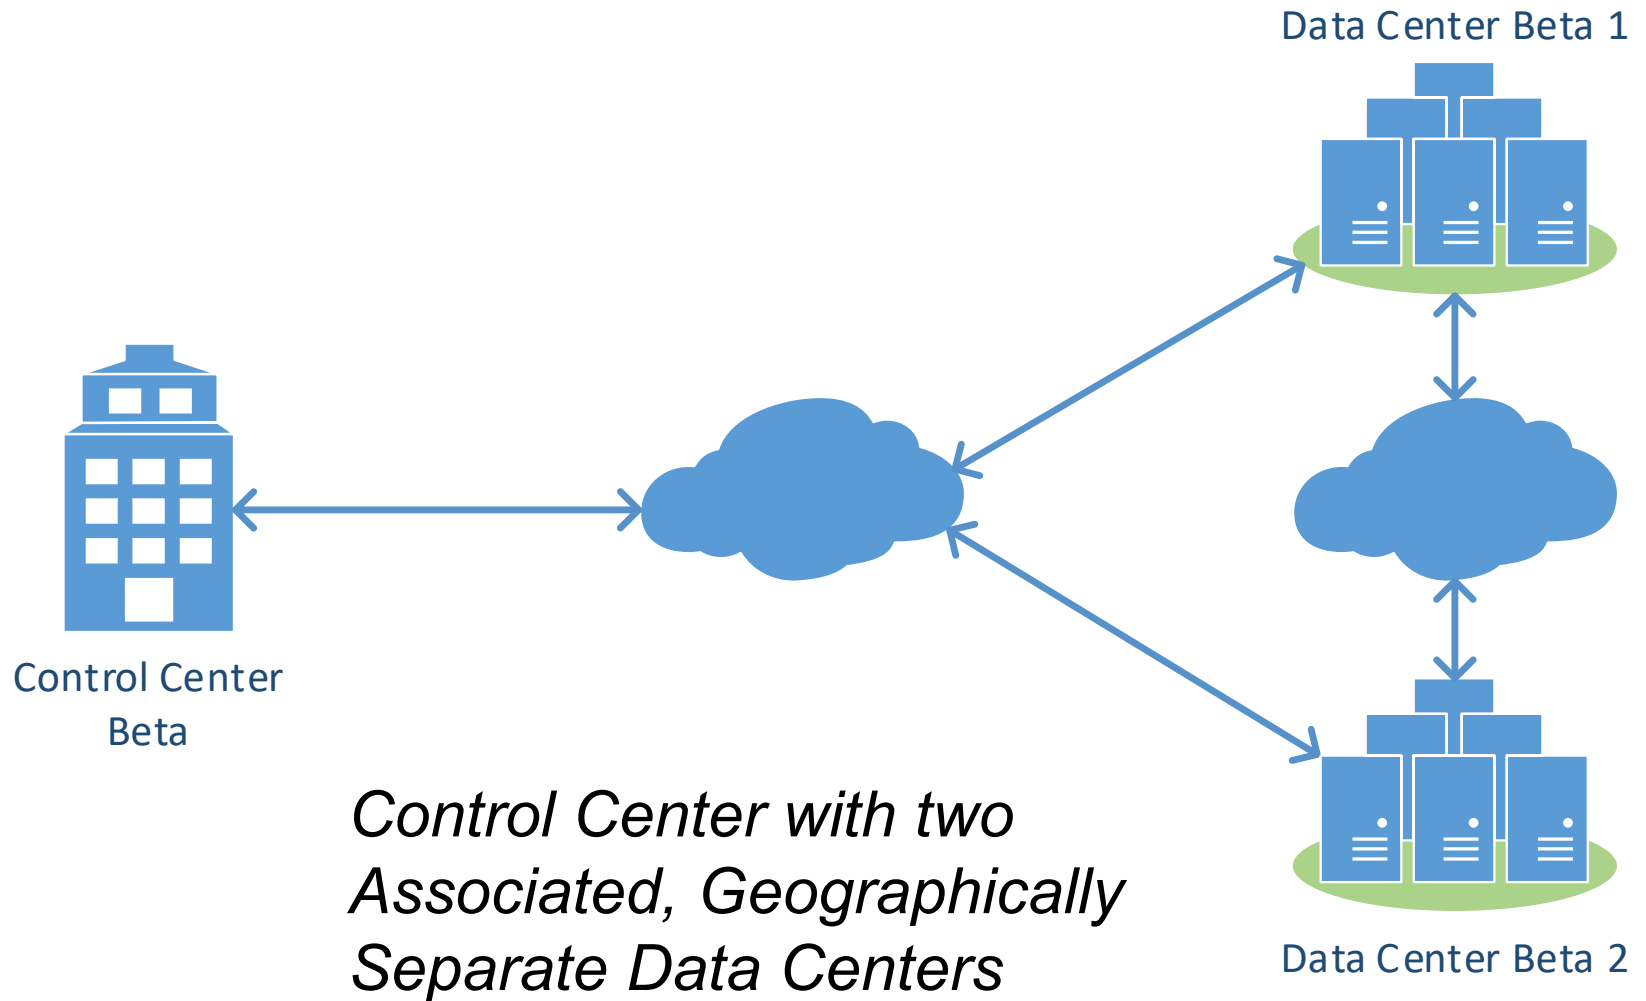 Data Center Beta 1
Control Center
Beta
Control Center with two
Associated, Geographically
Separate Data Centers
Data Center Beta 2